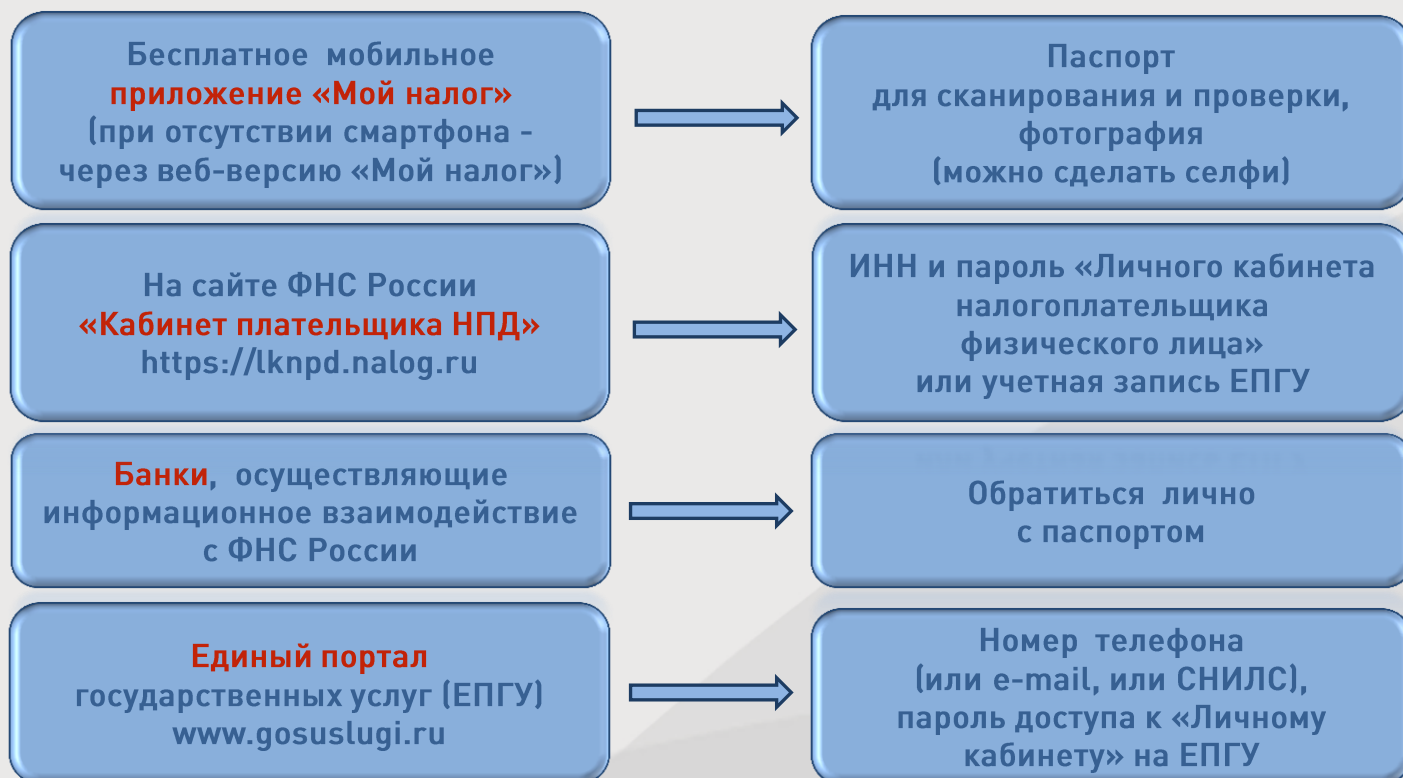 Бесплатное мобильное
приложение «Мой налог»
(при отсутствии смартфона -
через веб-версию «Мой налог»)
Паспорт
для сканирования и проверки,
фотография
(можно сделать селфи)
На сайте ФНС России
«Кабинет плательщика НПД»
https://lknpd.nalog.ru
ИНН и пароль «Личного кабинета
налогоплательщика
физического лица»
или учетная запись ЕПГУ
Банки, осуществляющие
информационное взаимодействие
с ФНС России
Обратиться лично
с паспортом
Единый портал
государственных услуг (ЕПГУ)
www.gosuslugi.ru
Номер телефона
(или e-mail, или СНИЛС),
пароль доступа к «Личному
кабинету» на ЕПГУ